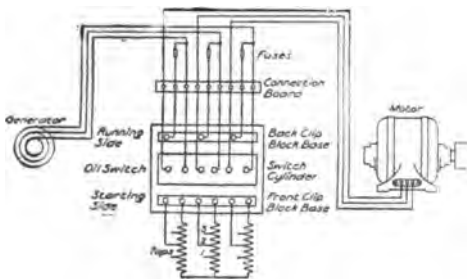 Fuses
Connection
Board
Generator
Motor
Running
Side
Back Clip
Block Base
Oil Switch
Switch
Cylinder
Starting
Side
Front Clip
Block Base
Taps